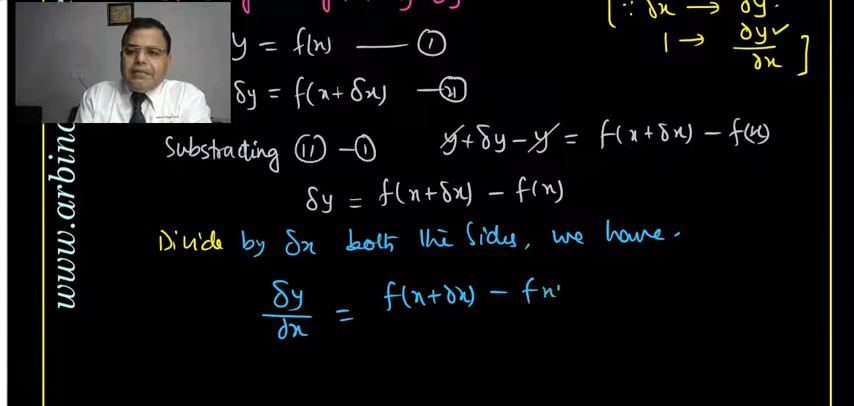 [∵ δx → δy.
y = f(x) —— ①
1 → δy/δx ]
δy = f(x + δx) — ②
Substracting ⑪ – ① y + δy – y = f(x + δx) – f(x)
δy = f(x+δx) – f(x)
Divide by δx both the Sides, we have.
δy/δx = f(x+δx) – f x
www.arbind